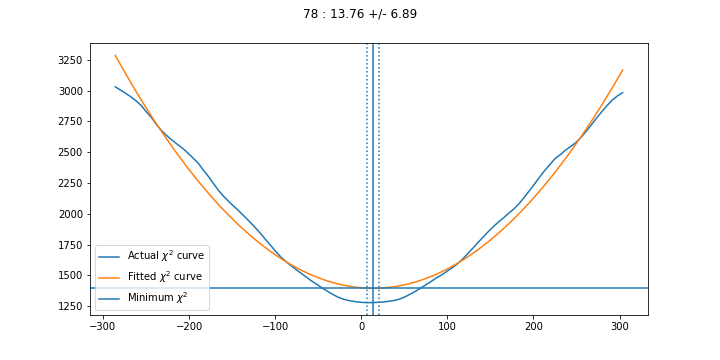 78 : 13.76 +/- 6.89
3250
3000
2750
2500
2250
2000
1750
1500
1250
Actual χ² curve
Fitted χ² curve
Minimum χ²
−300 −200 −100 0 100 200 300